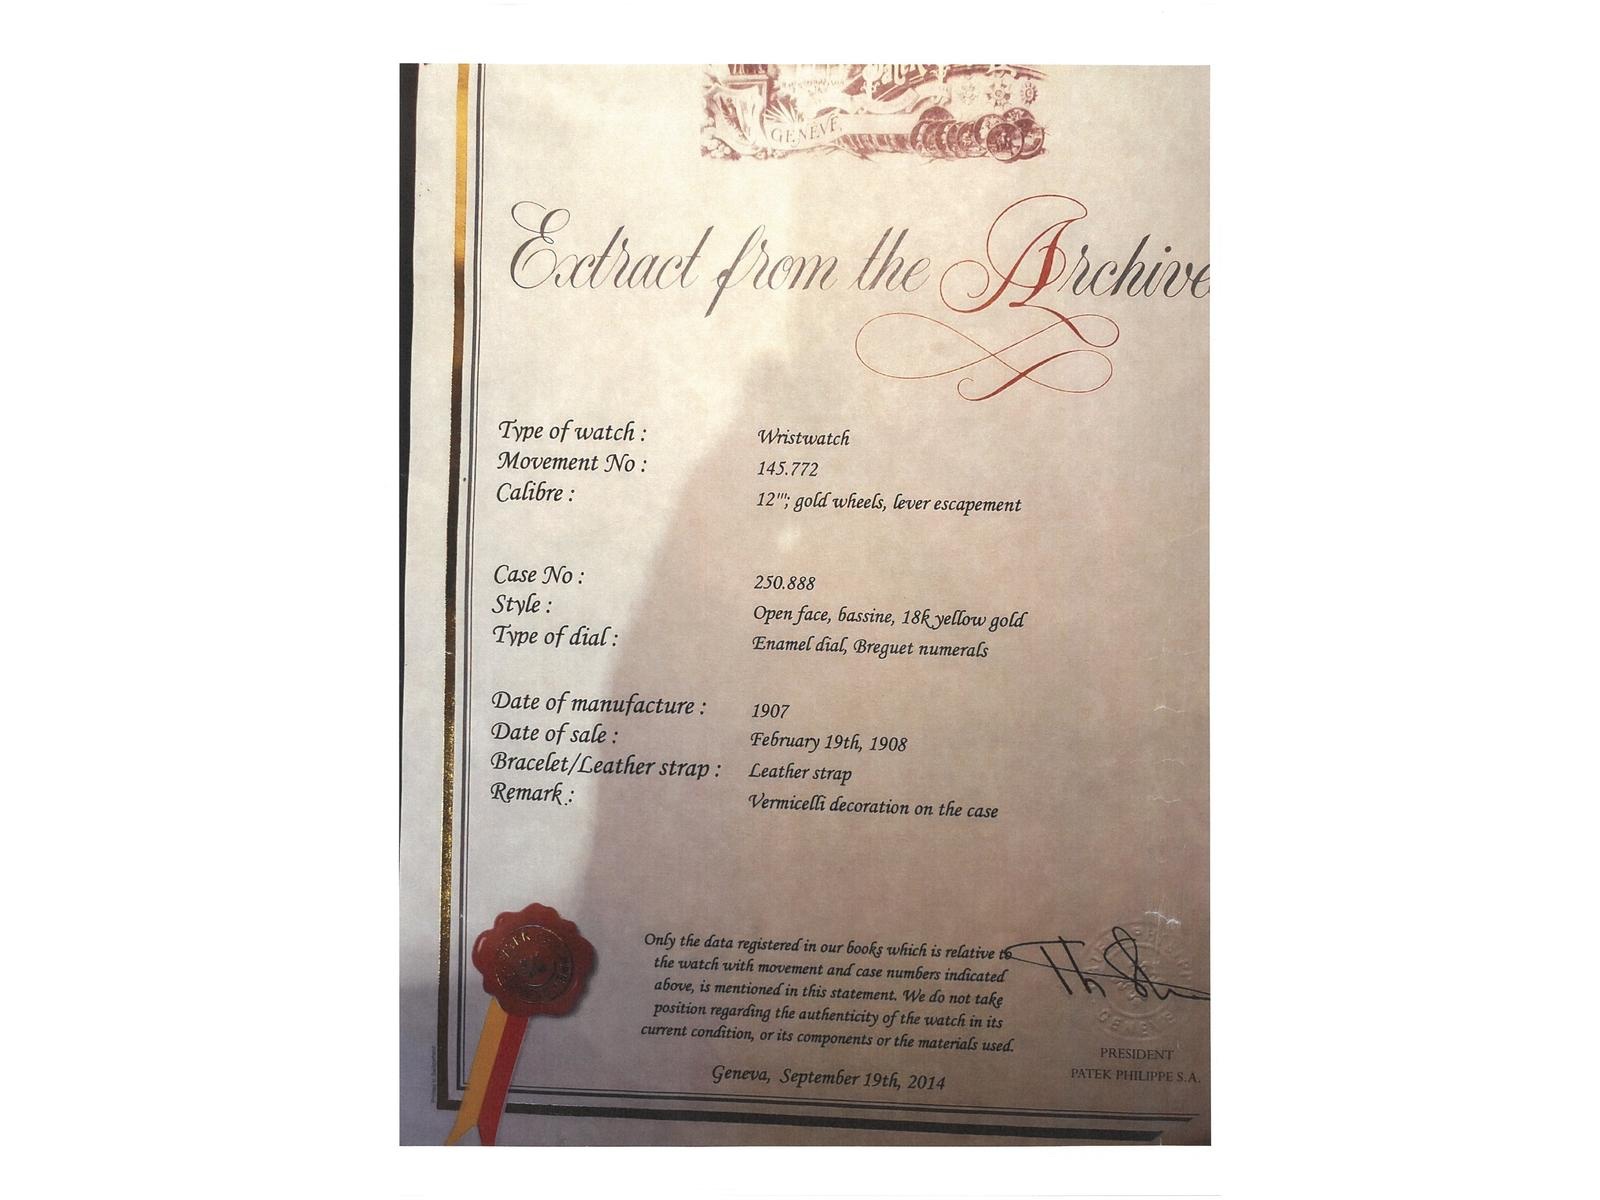 GENÈVE
Extract from the Archive
Type of watch : Wristwatch
Movement No : 145.772
Calibre : 12'''; gold wheels, lever escapement
Case No : 250.888
Style : Open face, bassine, 18k yellow gold
Type of dial : Enamel dial, Breguet numerals
Date of manufacture : 1907
Date of sale : February 19th, 1908
Bracelet/Leather strap : Leather strap
Remark : Vermicelli decoration on the case
Only the data registered in our books which is relative to
the watch with movement and case numbers indicated
above, is mentioned in this statement. We do not take
position regarding the authenticity of the watch in its
current condition, or its components or the materials used.
Geneva, September 19th, 2014
GENEVE
PRESIDENT
PATEK PHILIPPE S.A.